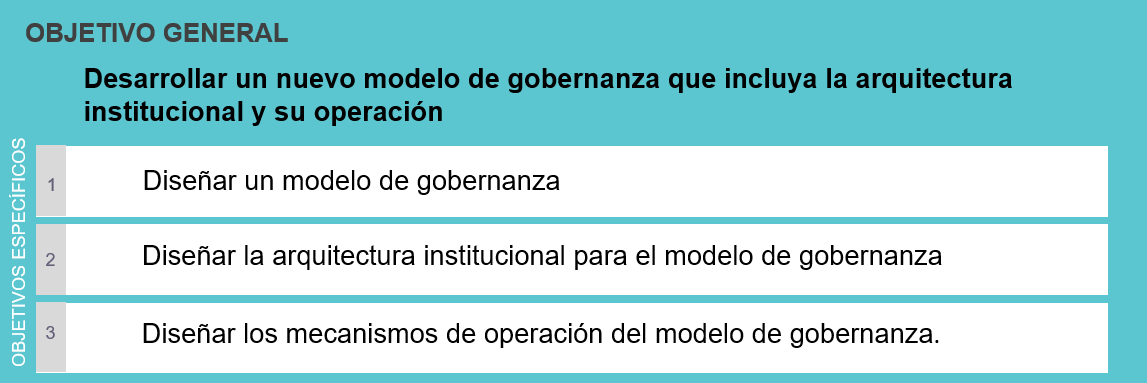 OBJETIVO GENERAL
Desarrollar un nuevo modelo de gobernanza que incluya la arquitectura
institucional y su operación
OBJETIVOS ESPECÍFICOS
1 Diseñar un modelo de gobernanza
2 Diseñar la arquitectura institucional para el modelo de gobernanza
3 Diseñar los mecanismos de operación del modelo de gobernanza.